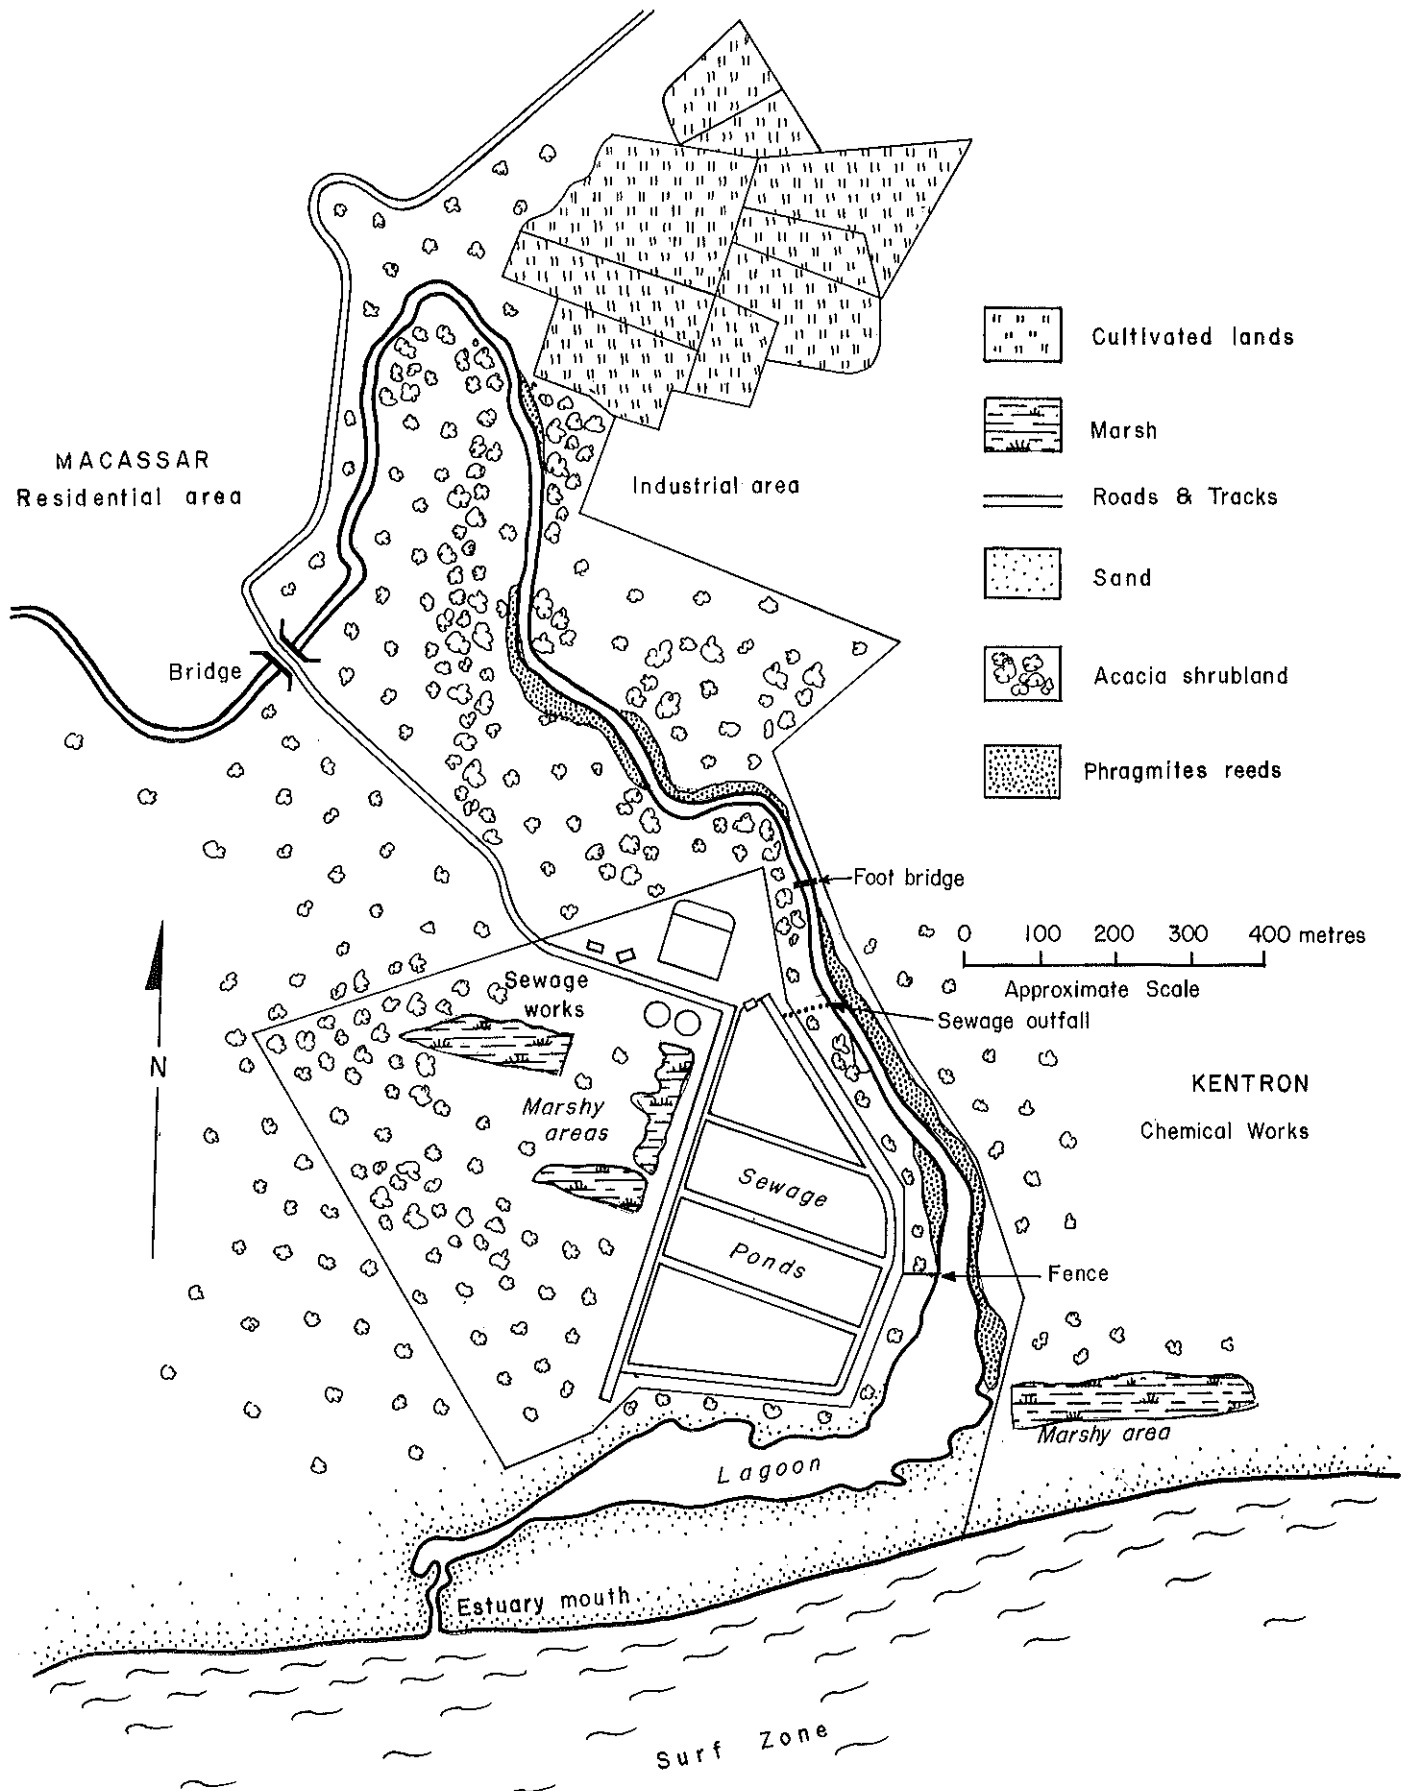 Cultivated lands
Marsh
MACASSAR
Residential area
Industrial area
Roads & Tracks
Sand
Bridge
Acacia shrubland
Phragmites reeds
Foot bridge
0 100 200 300 400 metres
Approximate Scale
Sewage
works
Sewage outfall
N
KENTRON
Chemical Works
Marshy
areas
Sewage
Ponds
Fence
Marshy area
Lagoon
Estuary mouth
Surf Zone